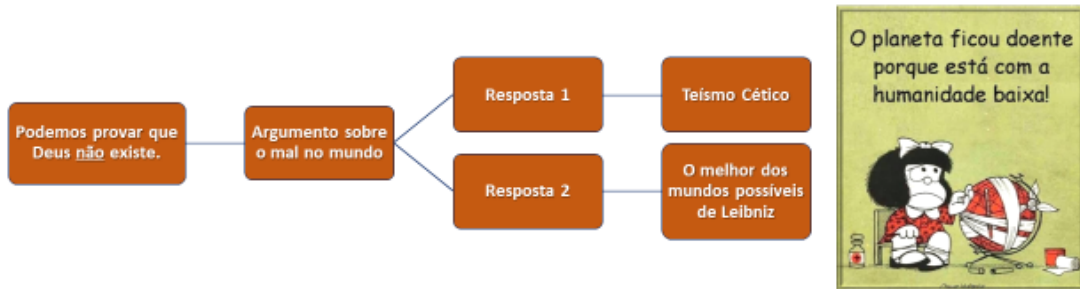 Podemos provar que
Deus não existe.
Argumento sobre
o mal no mundo
Resposta 1
Teísmo Cético
Resposta 2
O melhor dos
mundos possíveis
de Leibniz
O planeta ficou doente
porque está com a
humanidade baixa!